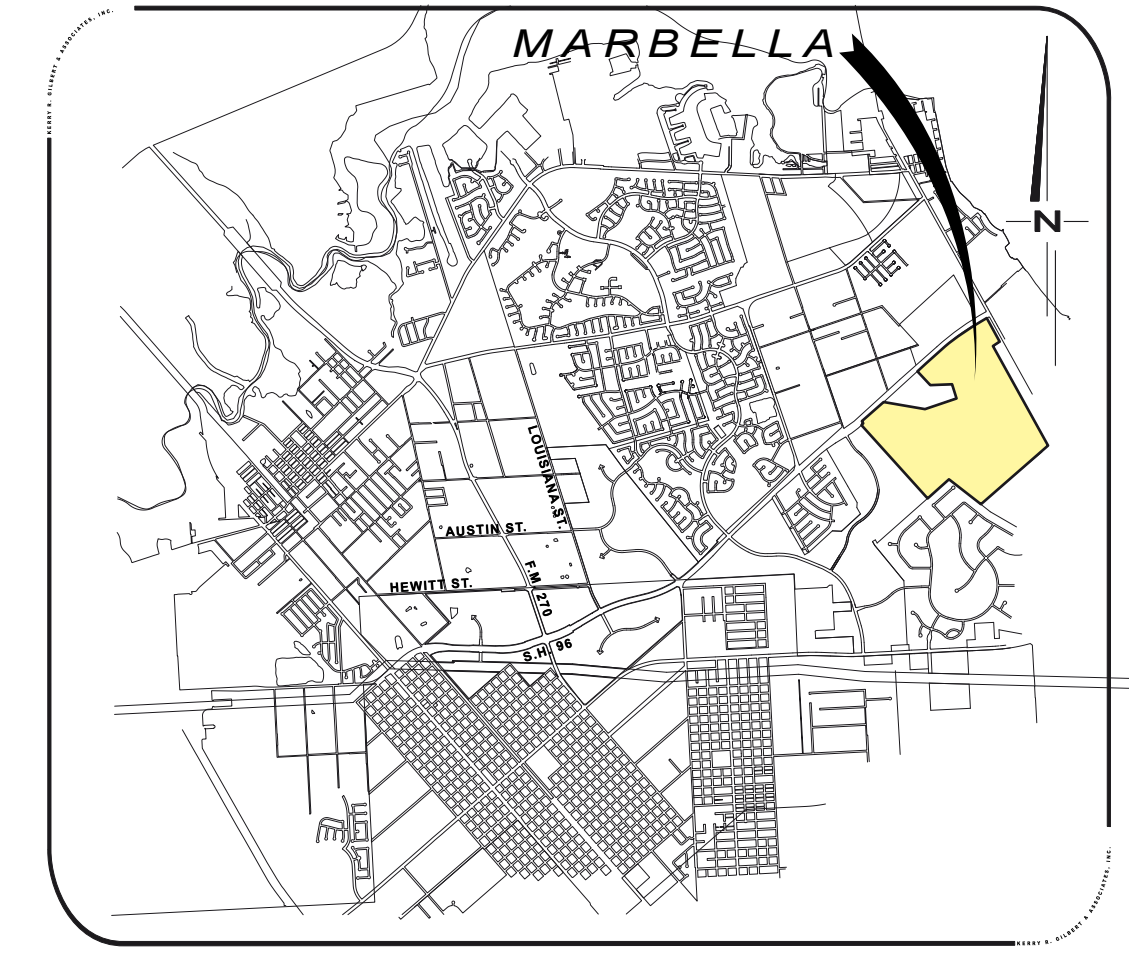 KERRY R. GILBERT & ASSOCIATES, INC.
MARBELLA
N
LOUISIANA ST.
AUSTIN ST.
HEWITT ST.
F.M. 270
S.H. 96
KERRY R. GILBERT & ASSOCIATES, INC.